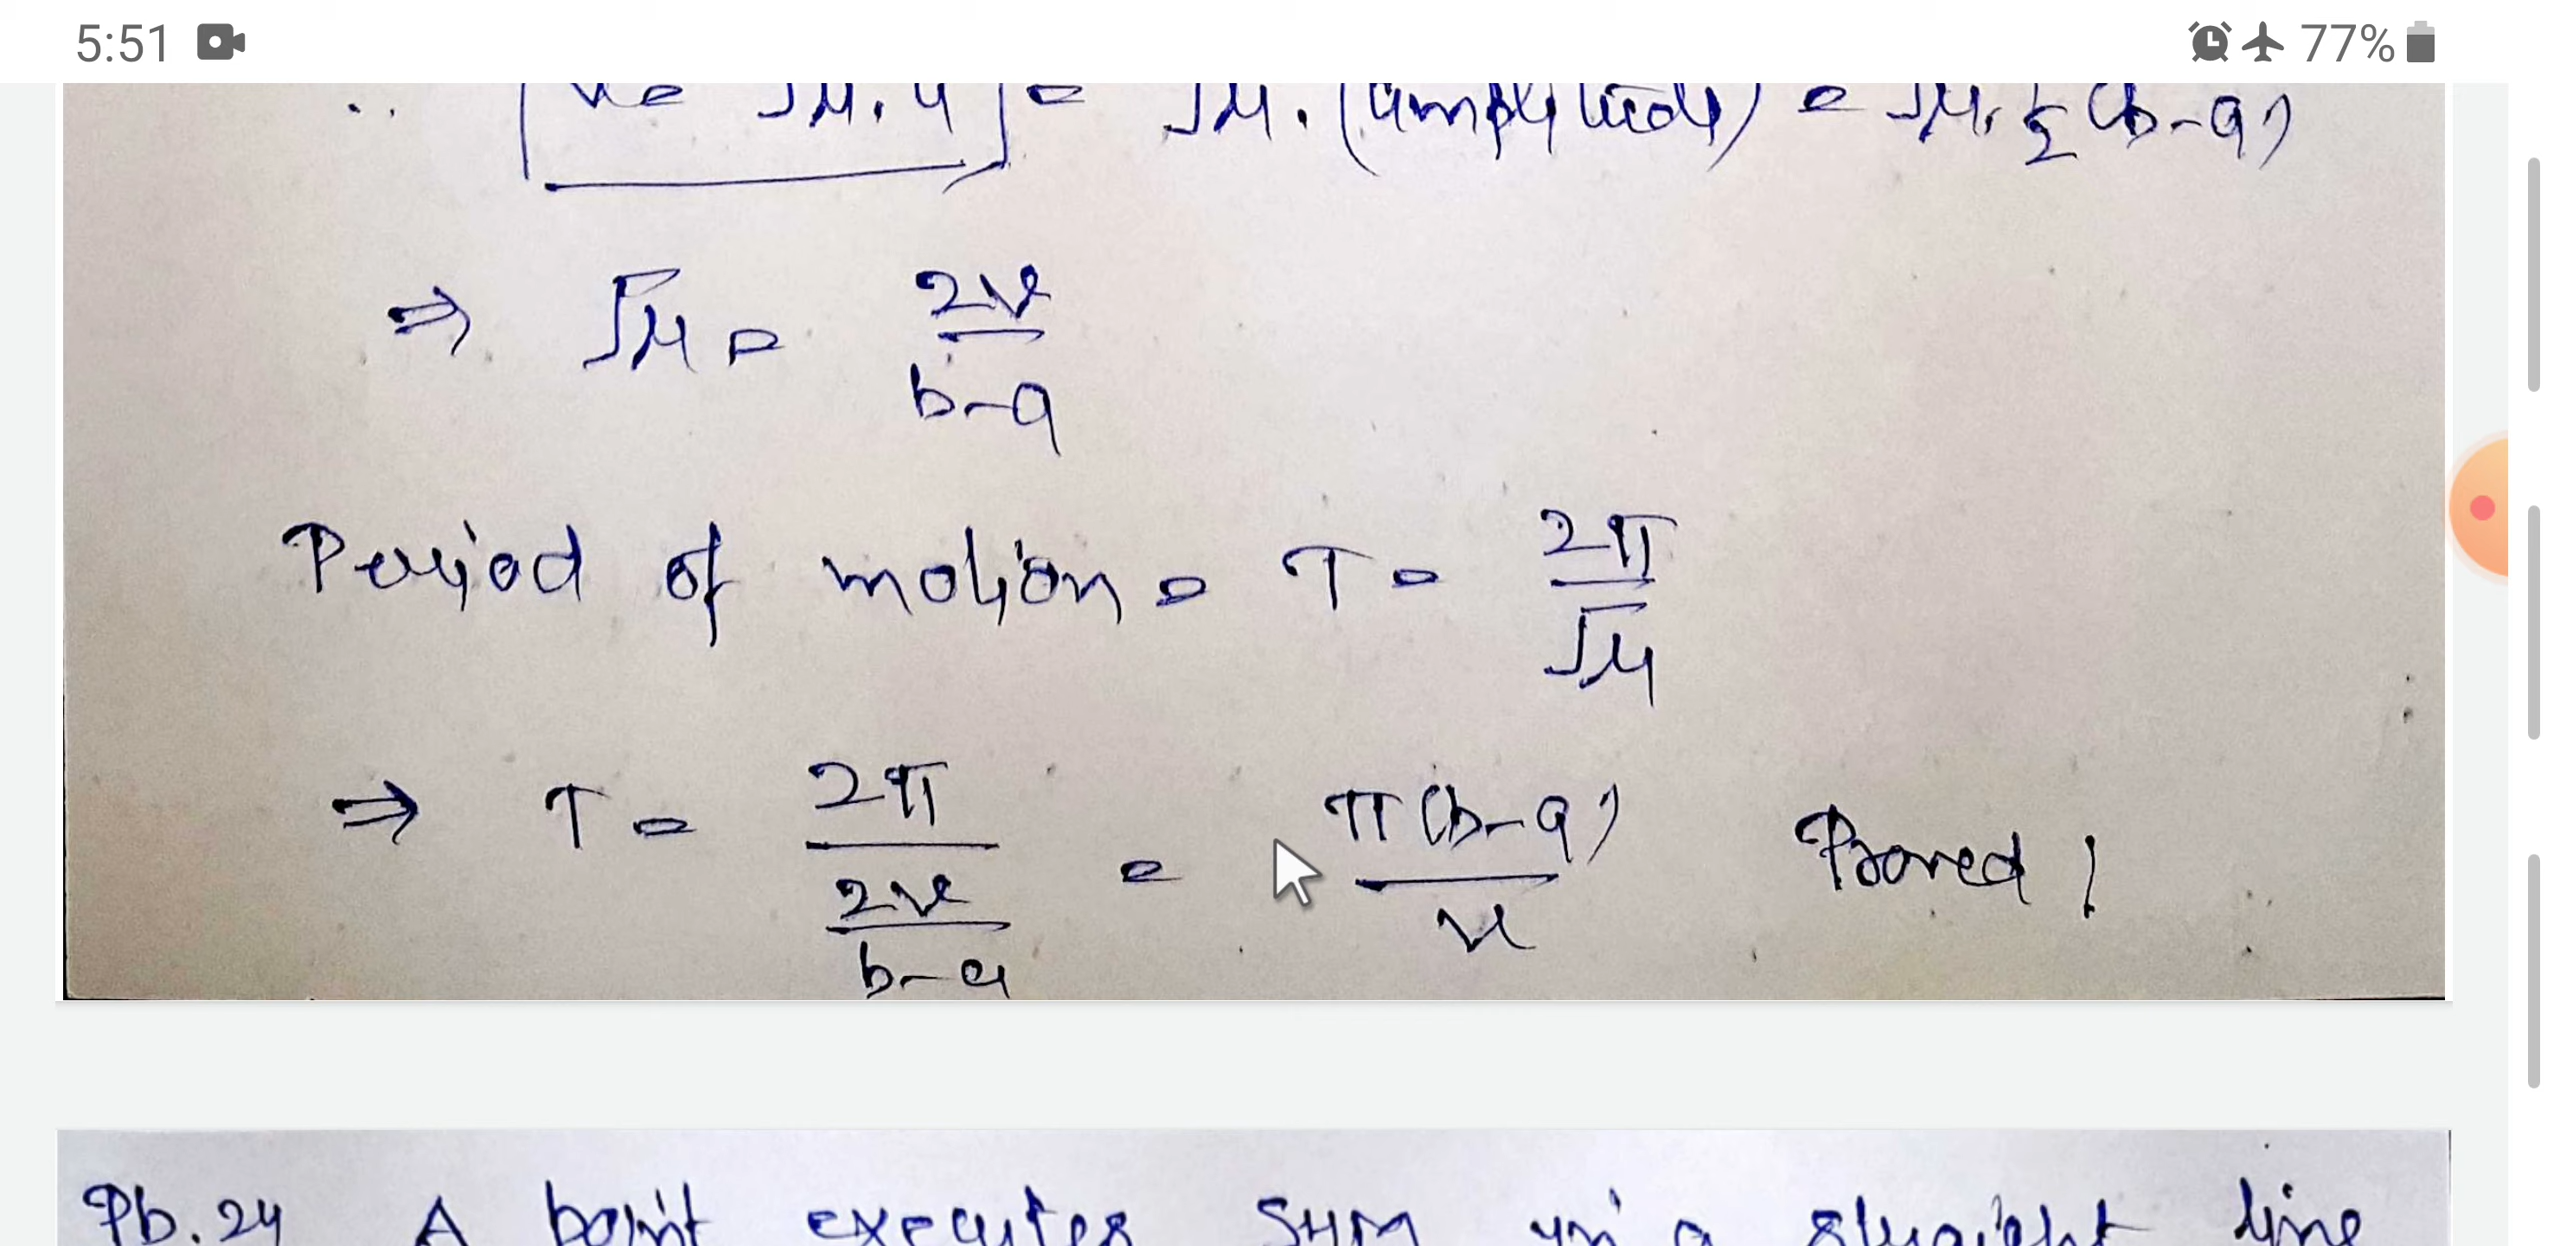 5:51 77%
∴ [v = √μ. a] = √μ. (amplitude) = √μ. 1/2 (b-a)
⇒ √μ = 2v/(b-a)
Period of motion = T = 2π/√μ
⇒ T = 2π/(2v/(b-a)) = π(b-a)/v Proved !
Pb.24 A point executes SHM in a straight line